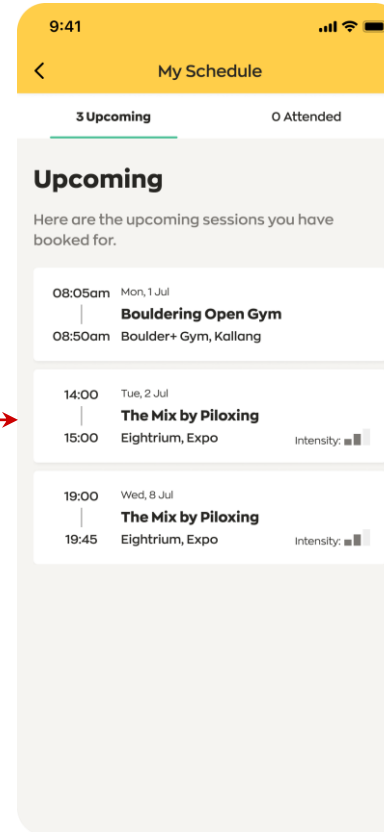 9:41
My Schedule
3 Upcoming
0 Attended
Upcoming
Here are the upcoming sessions you have
booked for.
08:05am
Mon, 1 Jul
Bouldering Open Gym
08:50am
Boulder+ Gym, Kallang
14:00
Tue, 2 Jul
The Mix by Piloxing
15:00
Eightrium, Expo
Intensity:
19:00
Wed, 8 Jul
The Mix by Piloxing
19:45
Eightrium, Expo
Intensity: